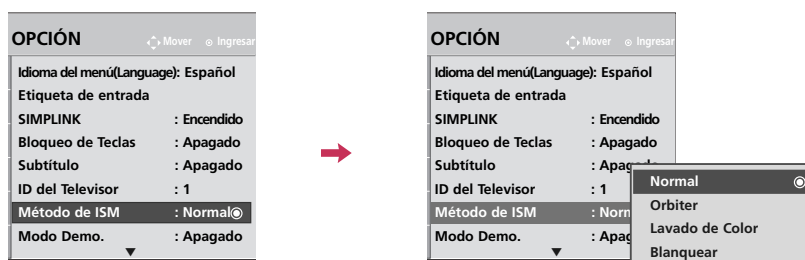 OPCIÓN Mover Ingresar
Idioma del menú(Language): Español
Etiqueta de entrada
SIMPLINK : Encendido
Bloqueo de Teclas : Apagado
Subtítulo : Apagado
ID del Televisor : 1
Método de ISM : Normal
Modo Demo. : Apagado
OPCIÓN Mover Ingresar
Idioma del menú(Language): Español
Etiqueta de entrada
SIMPLINK : Encendido
Bloqueo de Teclas : Apagado
Subtítulo : Apagado
ID del Televisor : 1
Método de ISM : Norm
Modo Demo. : Apag
Normal
Orbiter
Lavado de Color
Blanquear